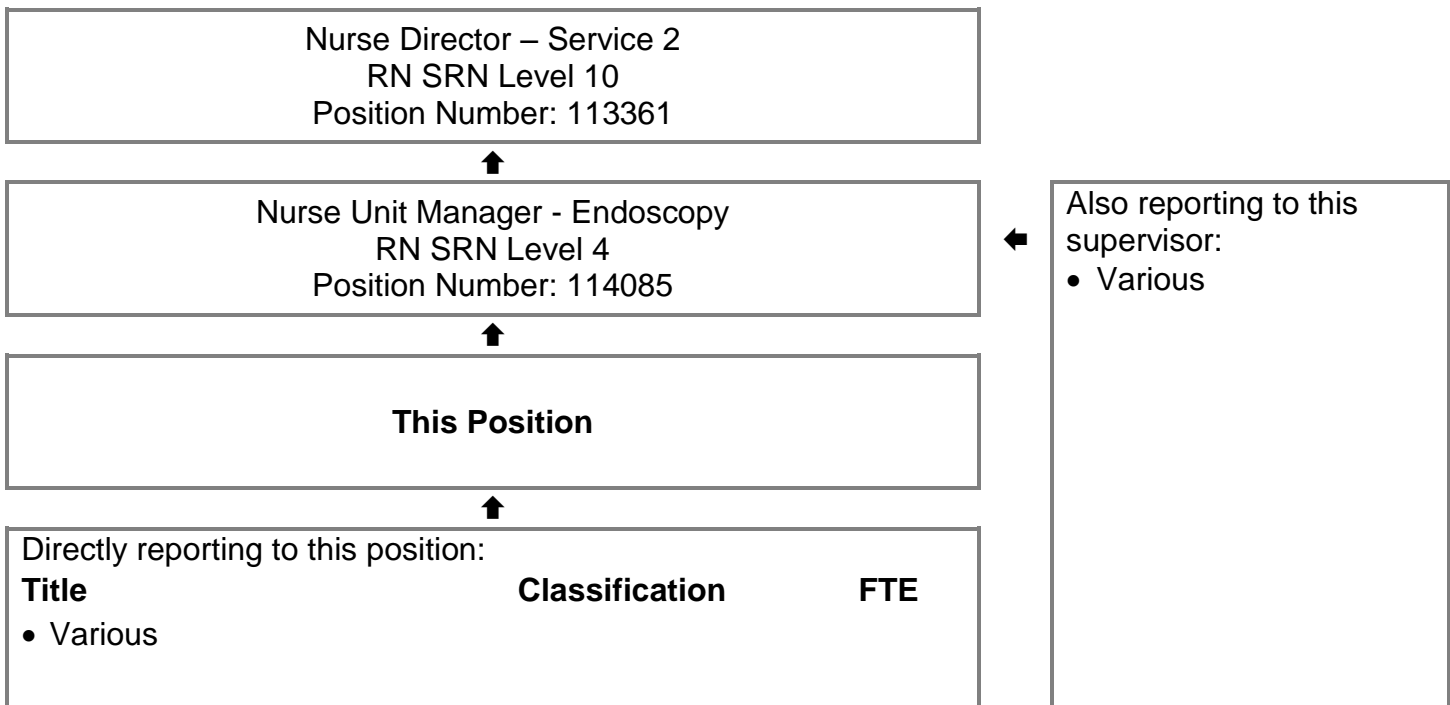 Nurse Director – Service 2
RN SRN Level 10
Position Number: 113361
Nurse Unit Manager - Endoscopy
RN SRN Level 4
Position Number: 114085
Also reporting to this
supervisor:
• Various
This Position
Directly reporting to this position:
Title Classification FTE
• Various